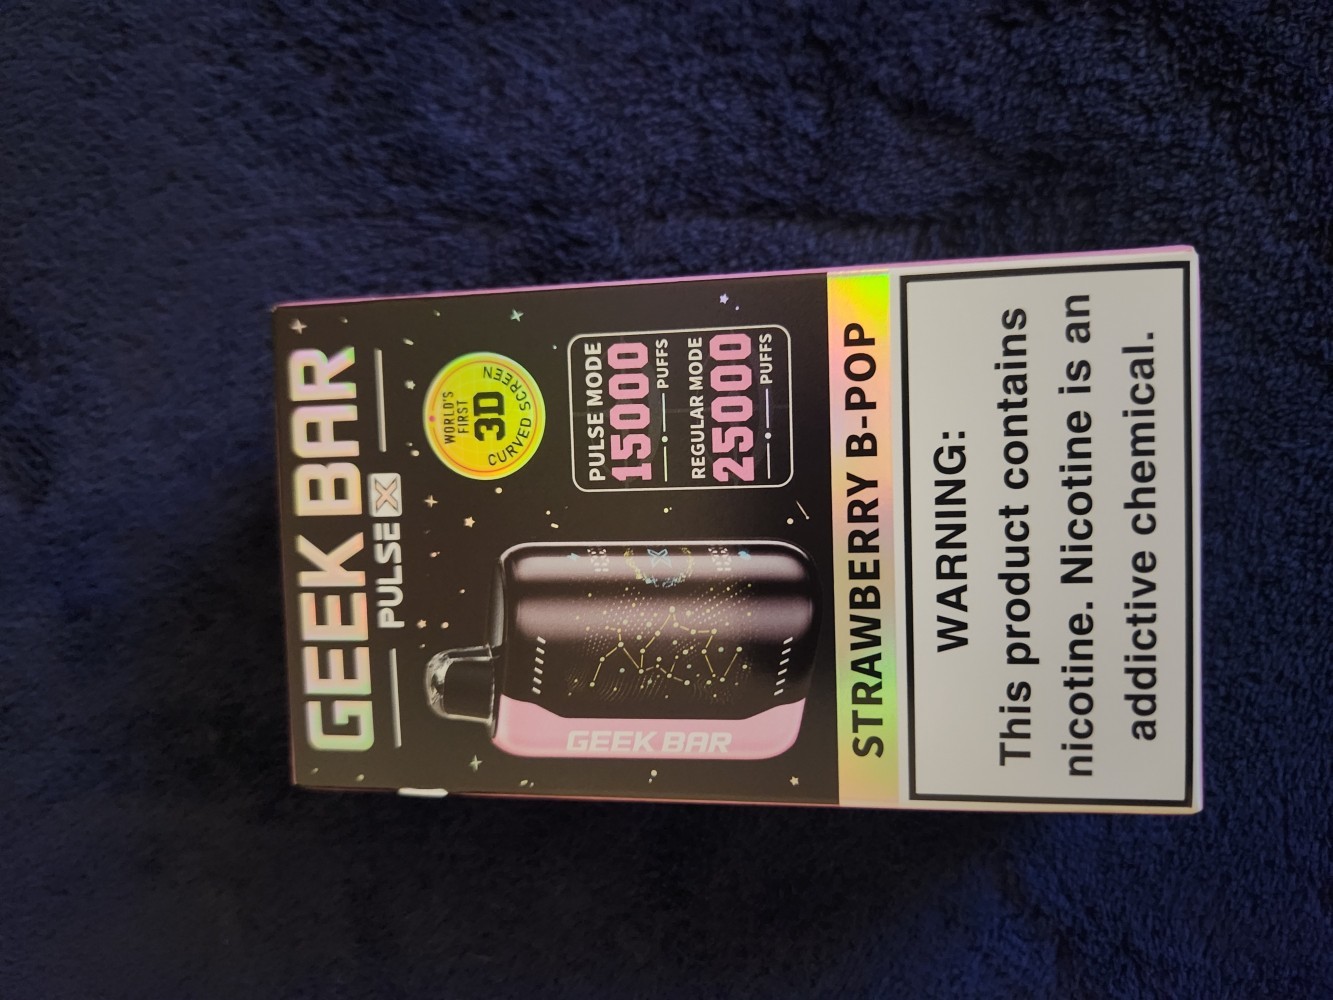 GEEK BAR
PULSE X
WORLD'S
FIRST
3D
CURVED SCREEN
PULSE MODE
15000
PUFFS
REGULAR MODE
25000
PUFFS
X
GEEK BAR
STRAWBERRY B-POP
WARNING:
This product contains
nicotine. Nicotine is an
addictive chemical.